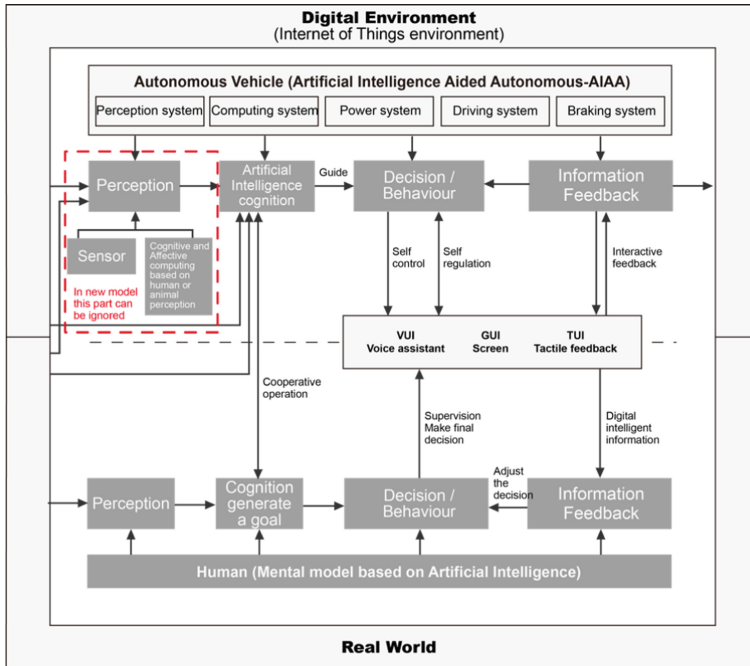 Digital Environment
(Internet of Things environment)
Autonomous Vehicle (Artificial Intelligence Aided Autonomous-AIAA)
Perception system
Computing system
Power system
Driving system
Braking system
Perception
Artificial
Intelligence
cognition
Guide
Decision /
Behaviour
Information
Feedback
Sensor
Cognitive and
Affective
computing
based on
human or
animal
perception
In new model
this part can
be ignored
Self
control
Self
regulation
Interactive
feedback
VUI
Voice assistant
GUI
Screen
TUI
Tactile feedback
Cooperative
operation
Supervision
Make final
decision
Digital
intelligent
information
Perception
Cognition
generate
a goal
Decision /
Behaviour
Adjust
the
decision
Information
Feedback
Human (Mental model based on Artificial Intelligence)
Real World